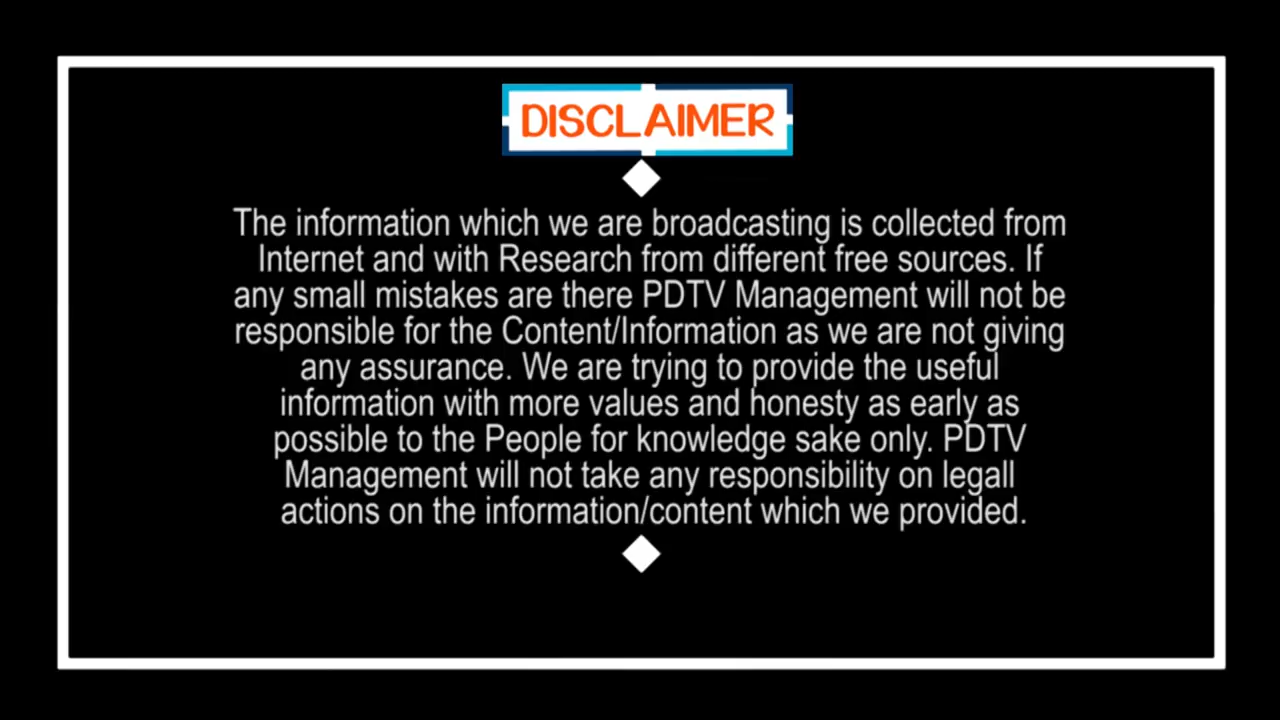 DISCLAIMER
The information which we are broadcasting is collected from
Internet and with Research from different free sources. If
any small mistakes are there PDTV Management will not be
responsible for the Content/Information as we are not giving
any assurance. We are trying to provide the useful
information with more values and honesty as early as
possible to the People for knowledge sake only. PDTV
Management will not take any responsibility on legall
actions on the information/content which we provided.